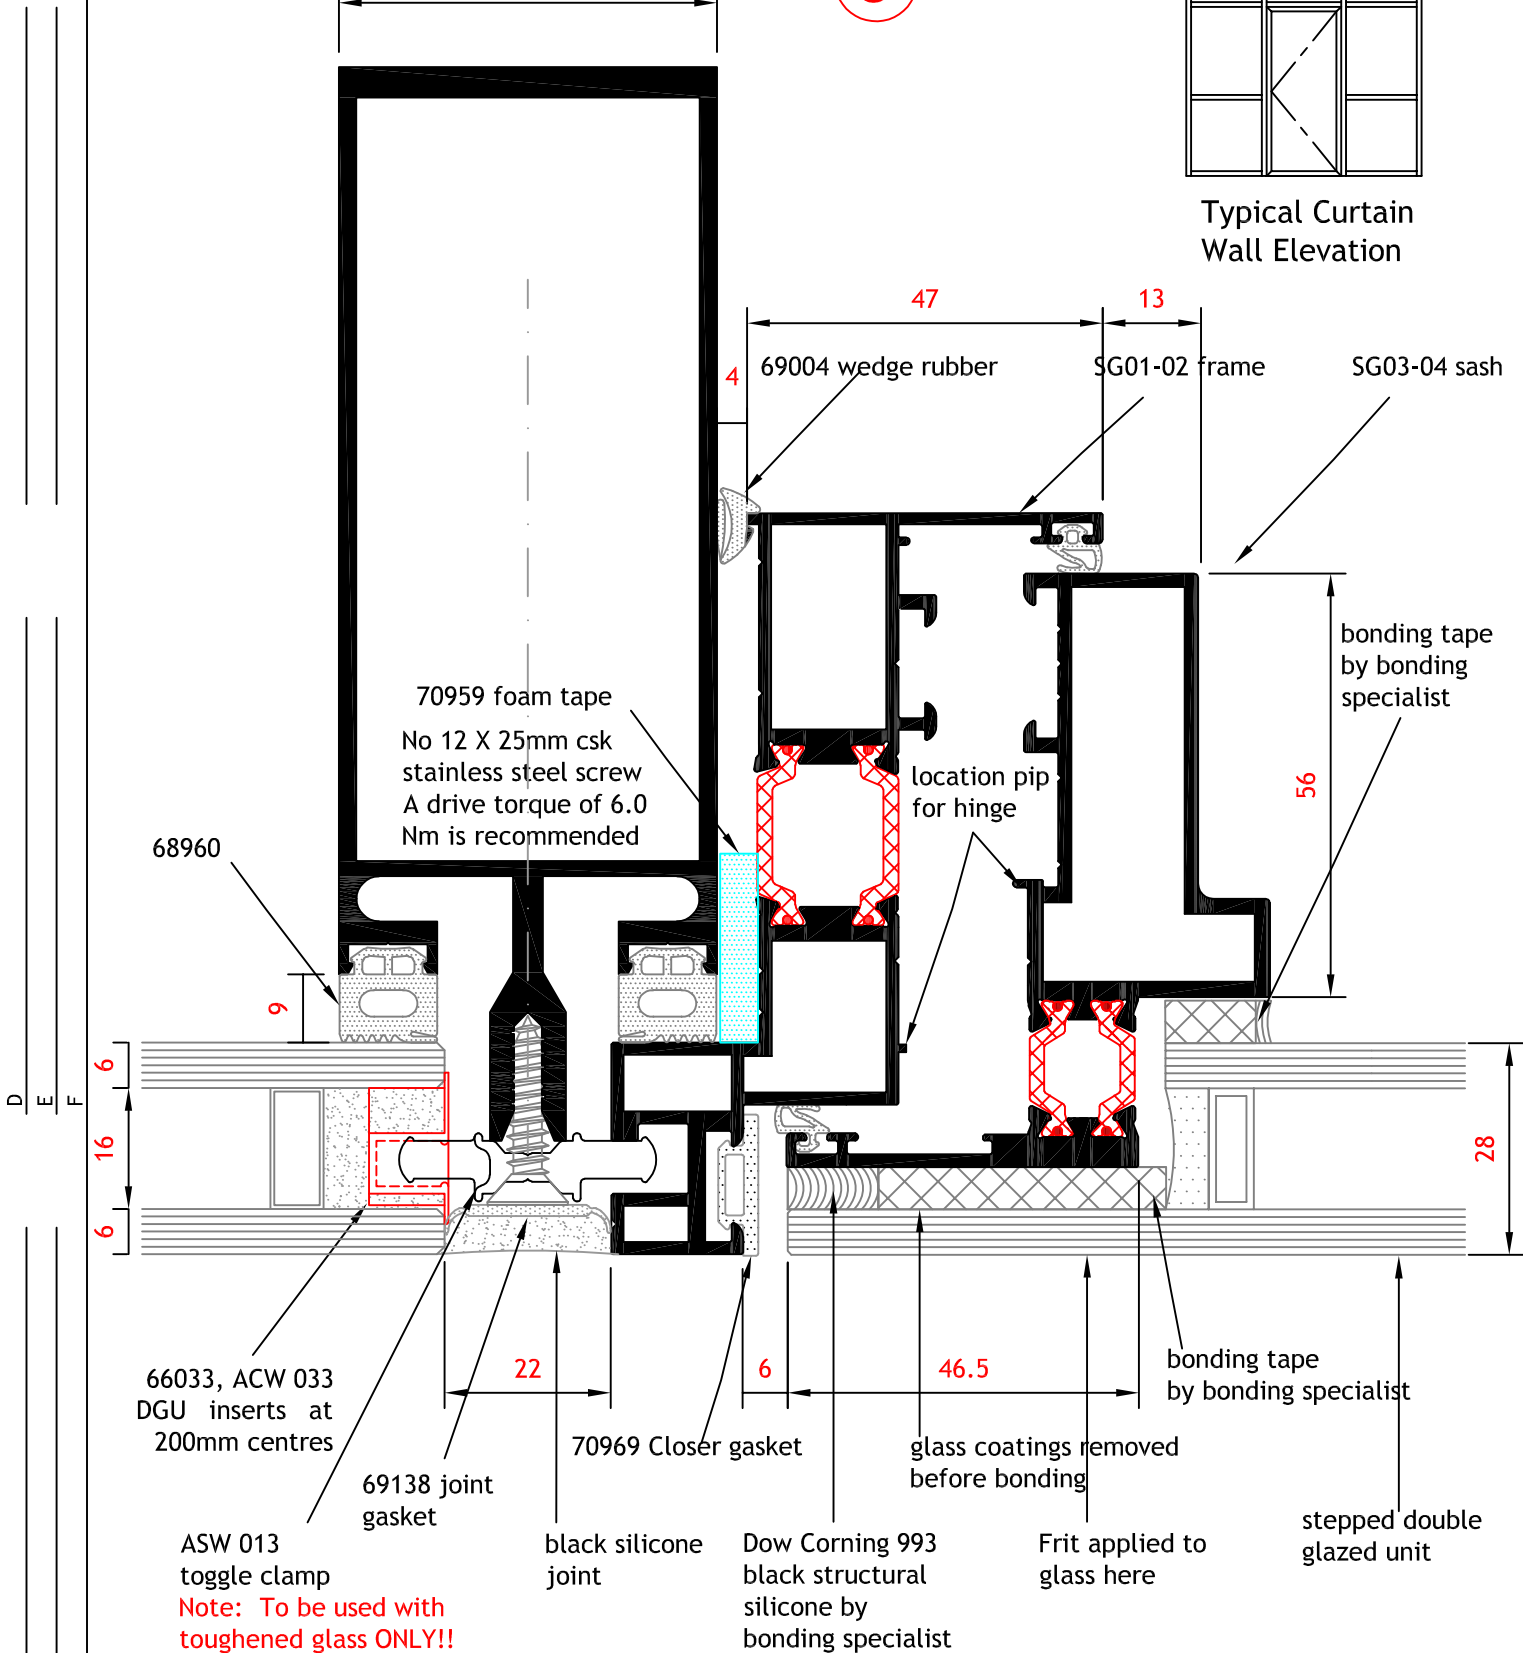 Typical Curtain
Wall Elevation
47
13
4
69004 wedge rubber
SG01-02 frame
SG03-04 sash
bonding tape
by bonding
specialist
70959 foam tape
No 12 X 25mm csk
stainless steel screw
A drive torque of 6.0
Nm is recommended
location pip
for hinge
56
68960
9
6
16
6
D
E
F
28
22
6
46.5
66033, ACW 033
DGU inserts at
200mm centres
bonding tape
by bonding specialist
70969 Closer gasket
glass coatings removed
before bonding
69138 joint
gasket
ASW 013
toggle clamp
Note: To be used with
toughened glass ONLY!!
black silicone
joint
Dow Corning 993
black structural
silicone by
bonding specialist
Frit applied to
glass here
stepped double
glazed unit